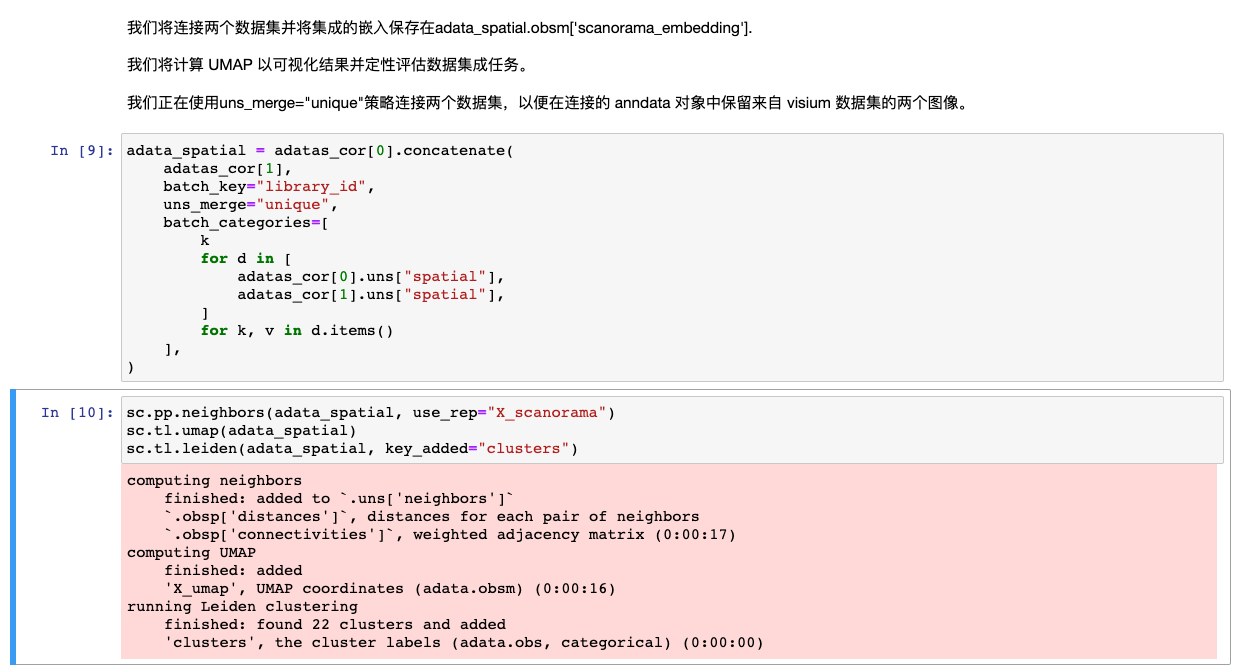 我们将连接两个数据集并将集成的嵌入保存在adata_spatial.obsm['scanorama_embedding'].
我们将计算 UMAP 以可视化结果并定性评估数据集成任务。
我们正在使用uns_merge="unique"策略连接两个数据集，以便在连接的 anndata 对象中保留来自 visium 数据集的两个图像。
In [9]: adata_spatial = adatas_cor[0].concatenate(
    adatas_cor[1],
    batch_key="library_id",
    uns_merge="unique",
    batch_categories=[
        k
        for d in [
            adatas_cor[0].uns["spatial"],
            adatas_cor[1].uns["spatial"],
        ]
        for k, v in d.items()
    ],
)
In [10]: sc.pp.neighbors(adata_spatial, use_rep="X_scanorama")
sc.tl.umap(adata_spatial)
sc.tl.leiden(adata_spatial, key_added="clusters")
computing neighbors
    finished: added to `.uns['neighbors']`
    `.obsp['distances']`, distances for each pair of neighbors
    `.obsp['connectivities']`, weighted adjacency matrix (0:00:17)
computing UMAP
    finished: added
    'X_umap', UMAP coordinates (adata.obsm) (0:00:16)
running Leiden clustering
    finished: found 22 clusters and added
    'clusters', the cluster labels (adata.obs, categorical) (0:00:00)